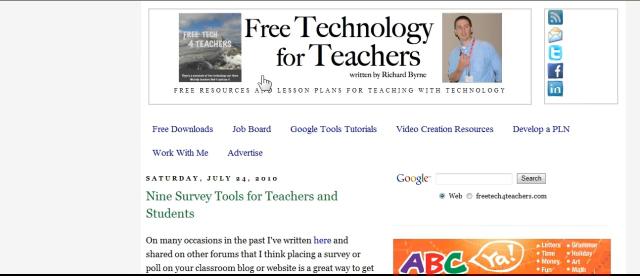 FREE TECH
4 TEACHERS
Free Technology
for Teachers
written by Richard Byrne
FREE RESOURCES AND LESSON PLANS FOR TEACHING WITH TECHNOLOGY
Free Downloads Job Board Google Tools Tutorials Video Creation Resources Develop a PLN
Work With Me Advertise
SATURDAY, JULY 24, 2010
Nine Survey Tools for Teachers and
Students
On many occasions in the past I've written here and
shared on other forums that I think placing a survey or
poll on your classroom blog or website is a great way to get
Google Search
Web freetech4teachers.com
ABC Ya!
Letters Grammar
Time Holiday
Money Art
Fun Math